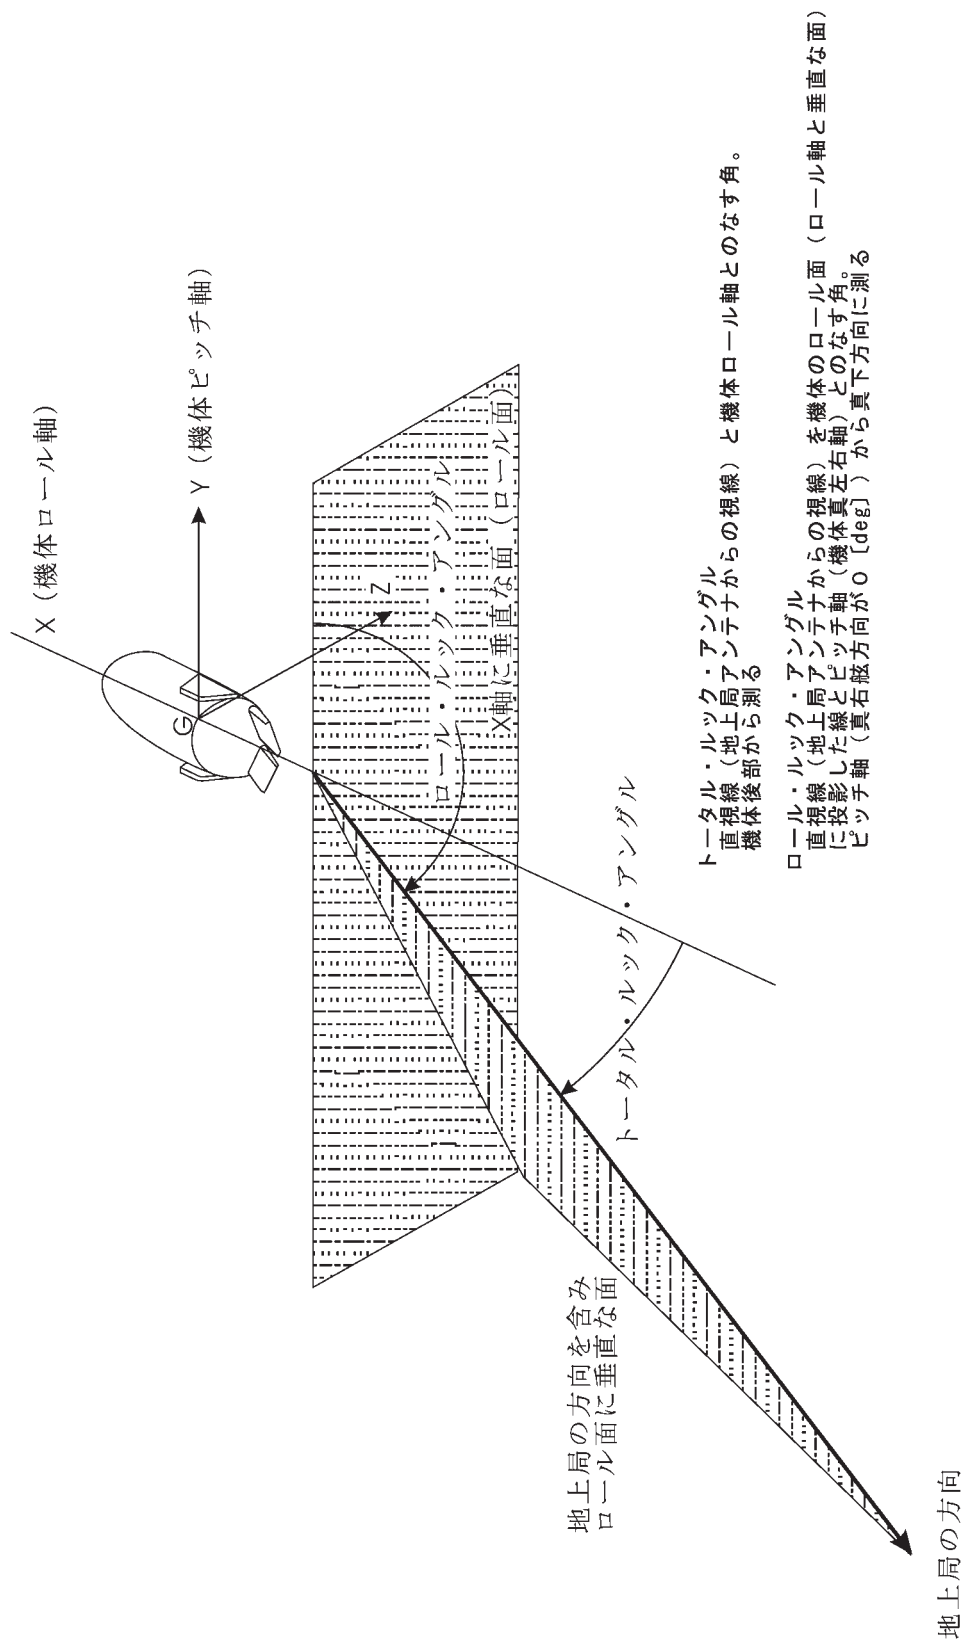 X（機体ロール軸）
G
Y（機体ピッチ軸）
Z
ロール・ルック・アングル
X軸に垂直な面（ロール面）
トータル・ルック・アングル
地上局の方向を含み
ロール面に垂直な面
地上局の方向
トータル・ルック・アングル
直視線（地上局アンテナからの視線）と機体ロール軸とのなす角。
機体後部から測る
ロール・ルック・アングル
直視線（地上局アンテナからの視線）を機体のロール面（ロール軸と垂直な面）
に投影した線とピッチ軸（機体真左右軸）とのなす角。
ピッチ軸（真右舷方向が0［deg］）から真下方向に測る